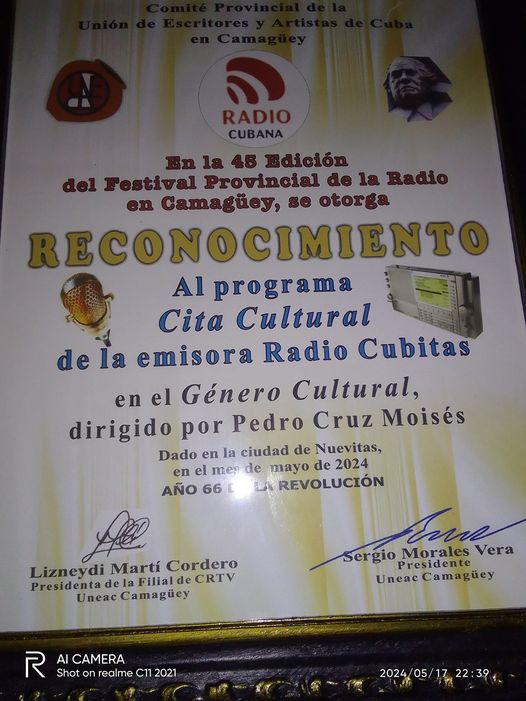 Comité Provincial de la
Unión de Escritores y Artistas de Cuba
en Camagüey
RADIO
CUBANA
En la 45 Edición
del Festival Provincial de la Radio
en Camagüey, se otorga
RECONOCIMIENTO
Al programa
Cita Cultural
de la emisora Radio Cubitas
en el Género Cultural,
dirigido por Pedro Cruz Moisés
Dado en la ciudad de Nuevitas,
en el mes de mayo de 2024
AÑO 66 DE LA REVOLUCIÓN
Lizneydi Martí Cordero
Presidenta de la Filial de CRTV
Uneac Camagüey
Sergio Morales Vera
Presidente
Uneac Camagüey
AI CAMERA
Shot on realme C11 2021
2024/05/17 22:39